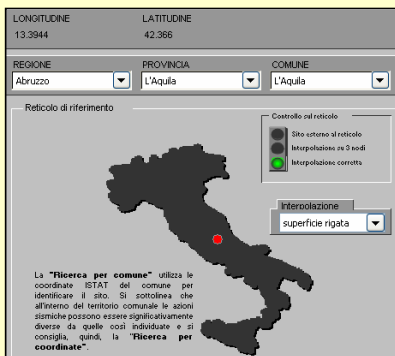 LONGITUDINE LATITUDINE
13.3944 42.366
REGIONE PROVINCIA COMUNE
Abruzzo L'Aquila L'Aquila
Reticolo di riferimento
Controllo sul reticolo
Sito esterno al reticolo
Interpolazione su 3 nodi
Interpolazione corretta
Interpolazione
superficie rigata
La "Ricerca per comune" utilizza le
coordinate ISTAT del comune per
identificare il sito. Si sottolinea che
all'interno del territorio comunale le azioni
sismiche possono essere significativamente
diverse da quelle così individuate e si
consiglia, quindi, la "Ricerca per
coordinate".